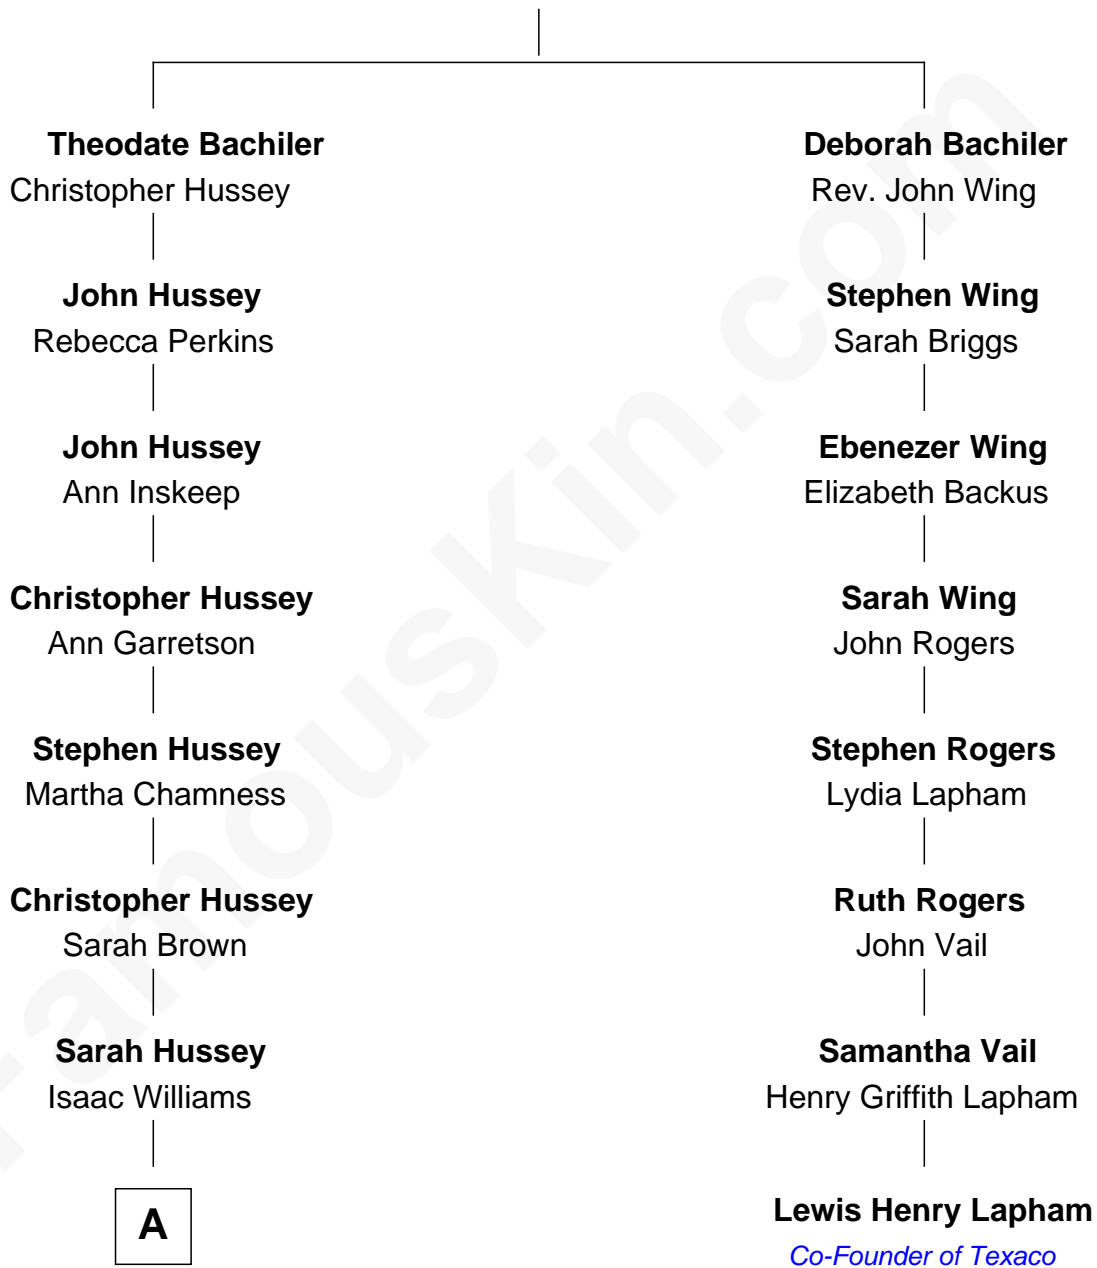 Theodate Bachiler
Christopher Hussey
John Hussey
Rebecca Perkins
John Hussey
Ann Inskeep
Christopher Hussey
Ann Garretson
Stephen Hussey
Martha Chamness
Christopher Hussey
Sarah Brown
Sarah Hussey
Isaac Williams
A
Deborah Bachiler
Rev. John Wing
Stephen Wing
Sarah Briggs
Ebenezer Wing
Elizabeth Backus
Sarah Wing
John Rogers
Stephen Rogers
Lydia Lapham
Ruth Rogers
John Vail
Samantha Vail
Henry Griffith Lapham
Lewis Henry Lapham
Co-Founder of Texaco
FamousKin.com